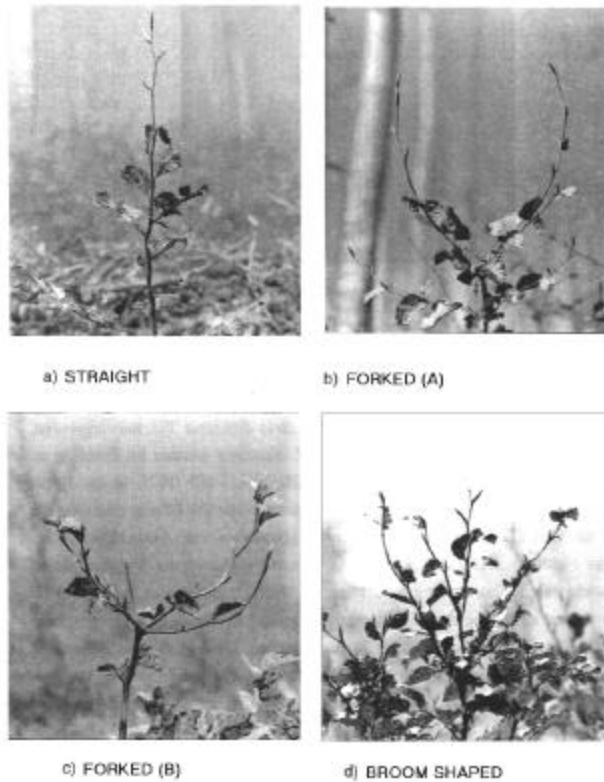 a) STRAIGHT
b) FORKED (A)
c) FORKED (B)
d) BROOM SHAPED